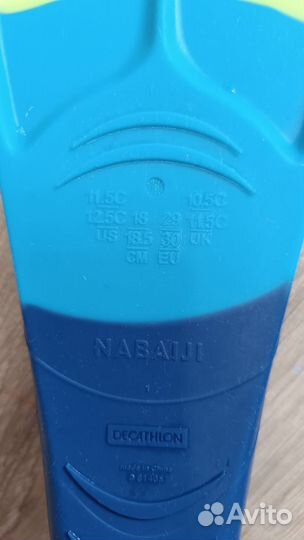 11.5C 10.5C
12.5C 18 29 11.5C
US 18.5 30 UK
CM EU
NABAIJI
DECATHLON
Made in China
Avito